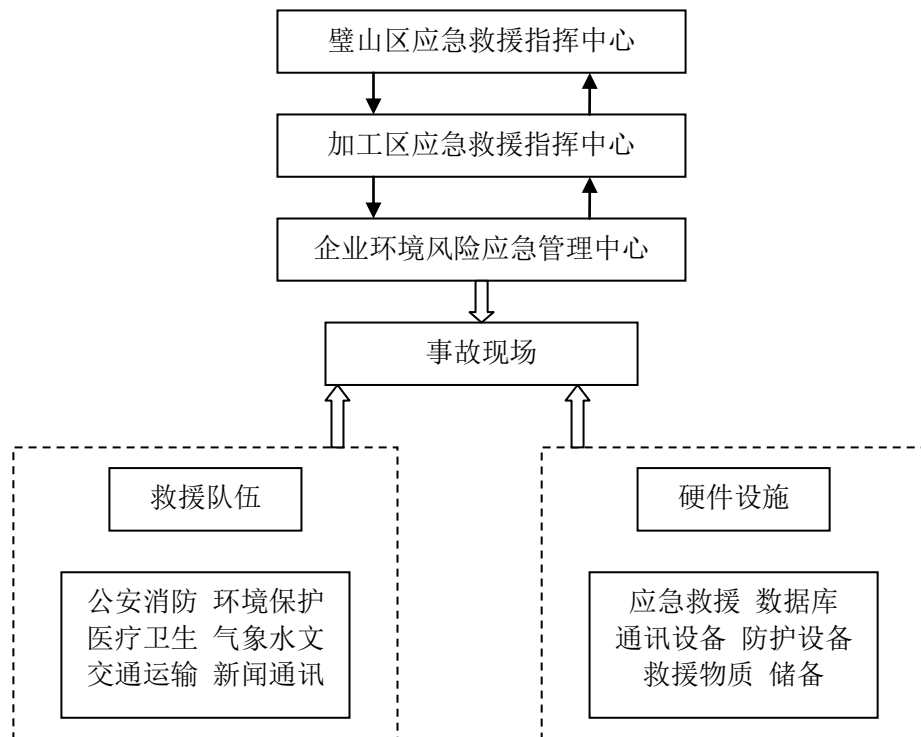 璧山区应急救援指挥中心
加工区应急救援指挥中心
企业环境风险应急管理中心
事故现场
救援队伍
公安消防 环境保护
医疗卫生 气象水文
交通运输 新闻通讯
硬件设施
应急救援 数据库
通讯设备 防护设备
救援物质 储备